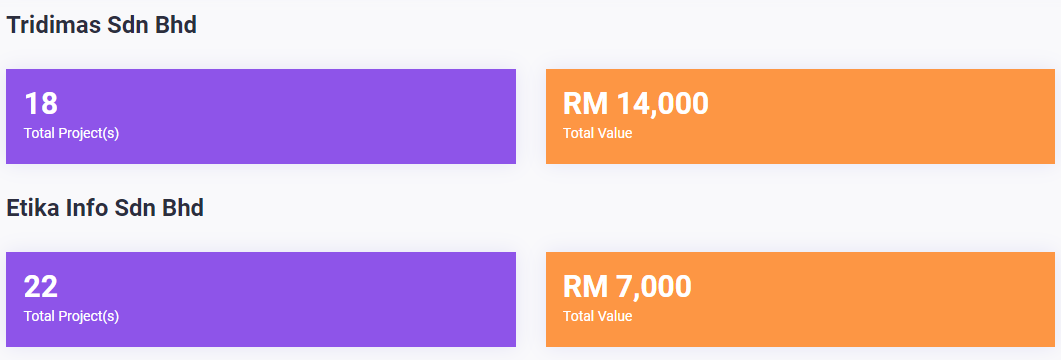 Tridimas Sdn Bhd
18
RM 14,000
Total Project(s)
Total Value
Etika Info Sdn Bhd
22
RM 7,000
Total Project(s)
Total Value